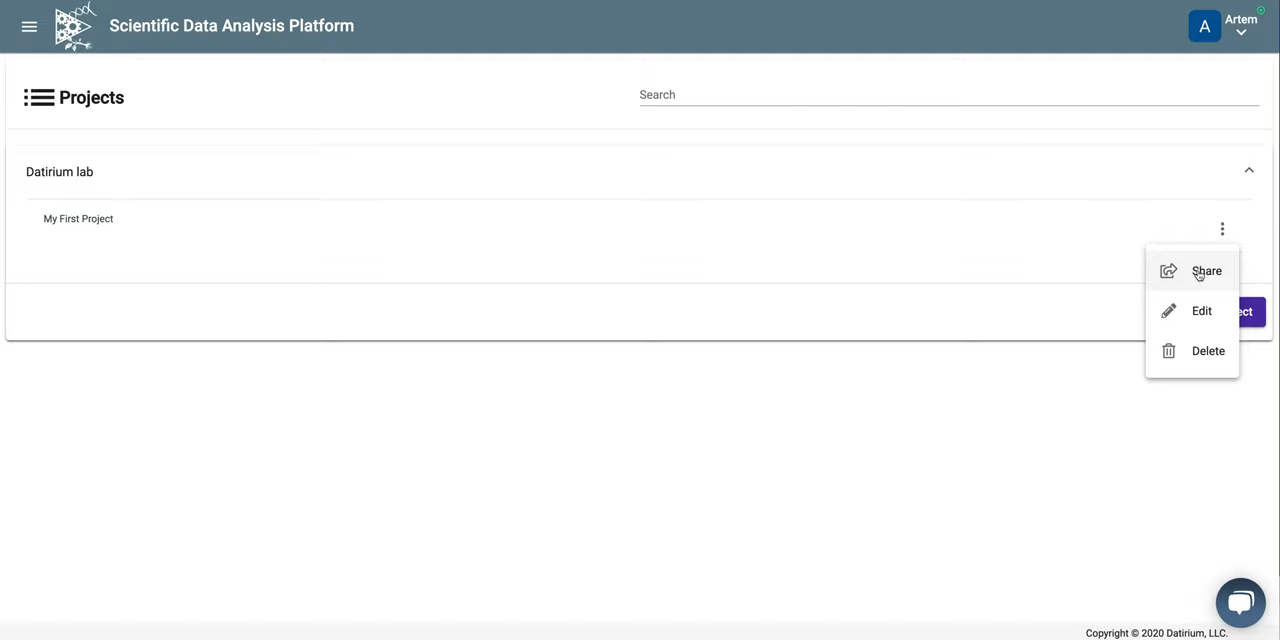 Scientific Data Analysis Platform
A
Artem
Projects
Search
Datirium lab
My First Project
Share
Edit
Delete
Copyright © 2020 Datirium, LLC.